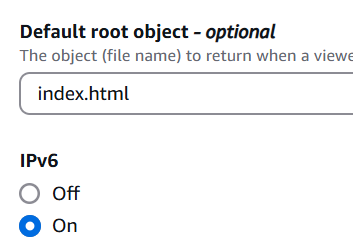 Default root object - optional
The object (file name) to return when a viewe
index.html
IPv6
Off
On